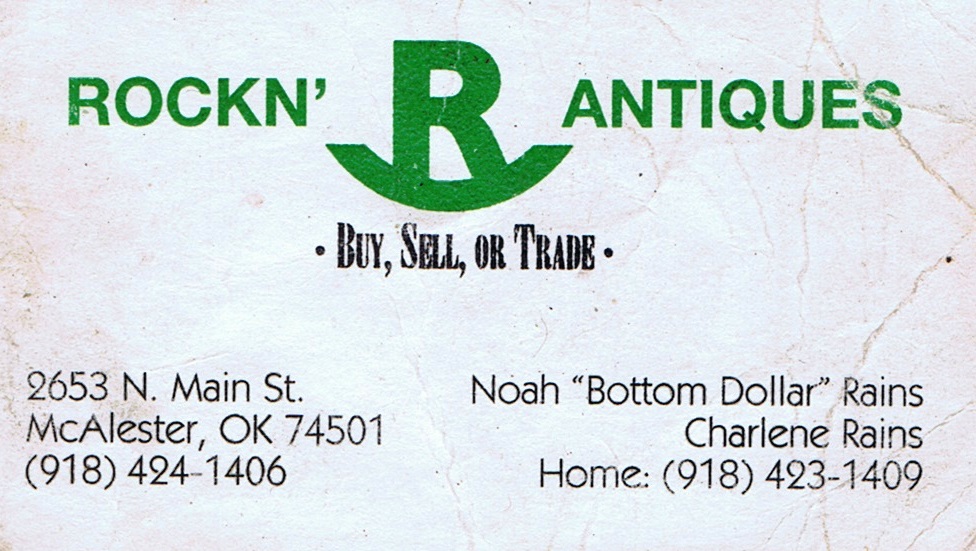 ROCKN' R ANTIQUES
• BUY, SELL, OR TRADE •
2653 N. Main St.
McAlester, OK 74501
(918) 424-1406
Noah "Bottom Dollar" Rains
Charlene Rains
Home: (918) 423-1409